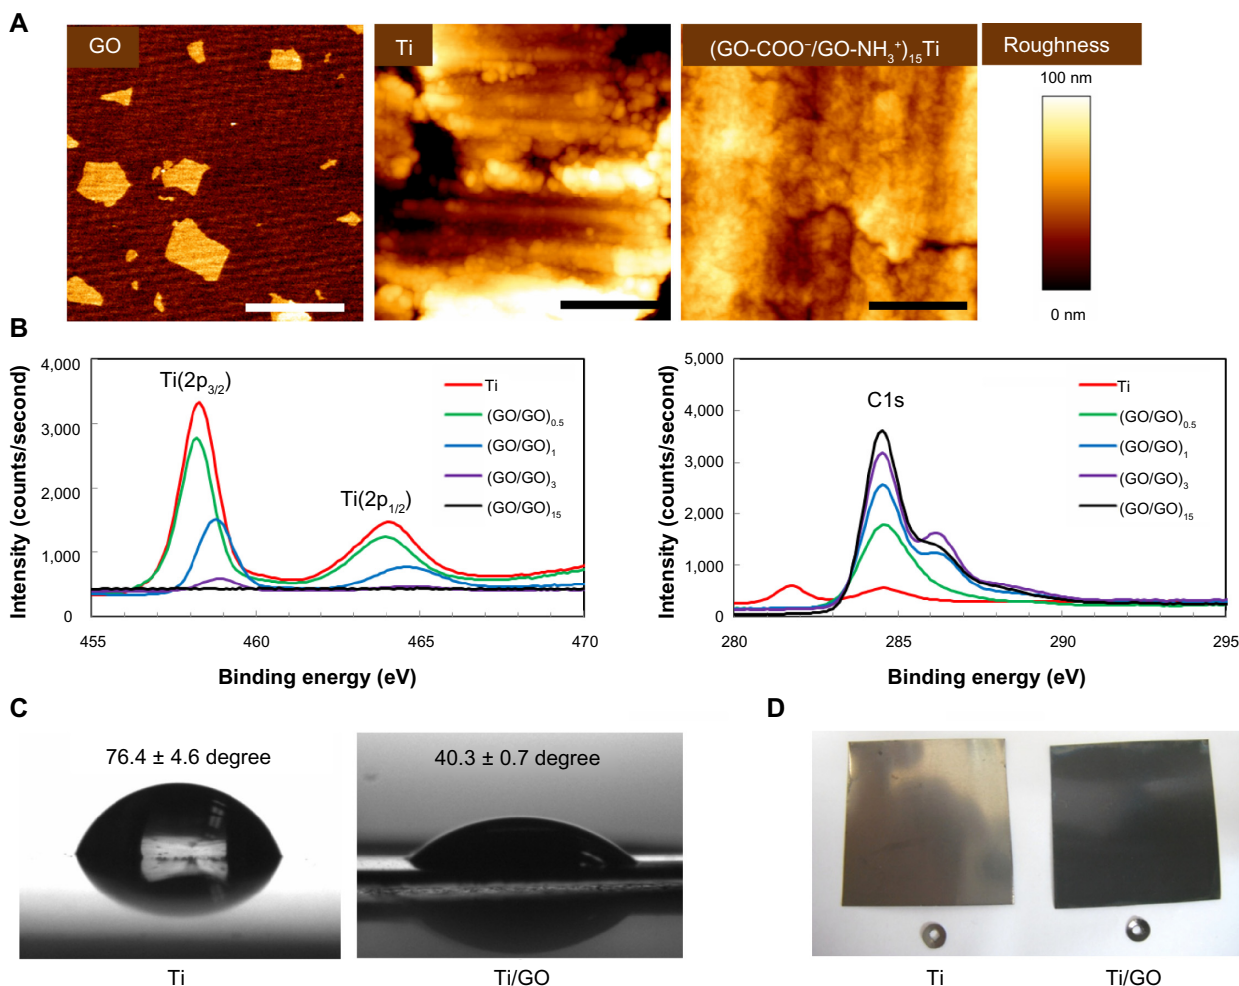 A
GO
Ti
(GO-COO⁻/GO-NH₃⁺)₁₅Ti
Roughness
100 nm
0 nm
B
Intensity (counts/second)
4,000
3,000
2,000
1,000
0
Ti(2p₃/₂)
Ti(2p₁/₂)
Ti
(GO/GO)₀.₅
(GO/GO)₁
(GO/GO)₃
(GO/GO)₁₅
455
460
465
470
Binding energy (eV)
Intensity (counts/second)
5,000
4,000
3,000
2,000
1,000
0
C1s
Ti
(GO/GO)₀.₅
(GO/GO)₁
(GO/GO)₃
(GO/GO)₁₅
280
285
290
295
Binding energy (eV)
C
76.4 ± 4.6 degree
Ti
40.3 ± 0.7 degree
Ti/GO
D
Ti
Ti/GO